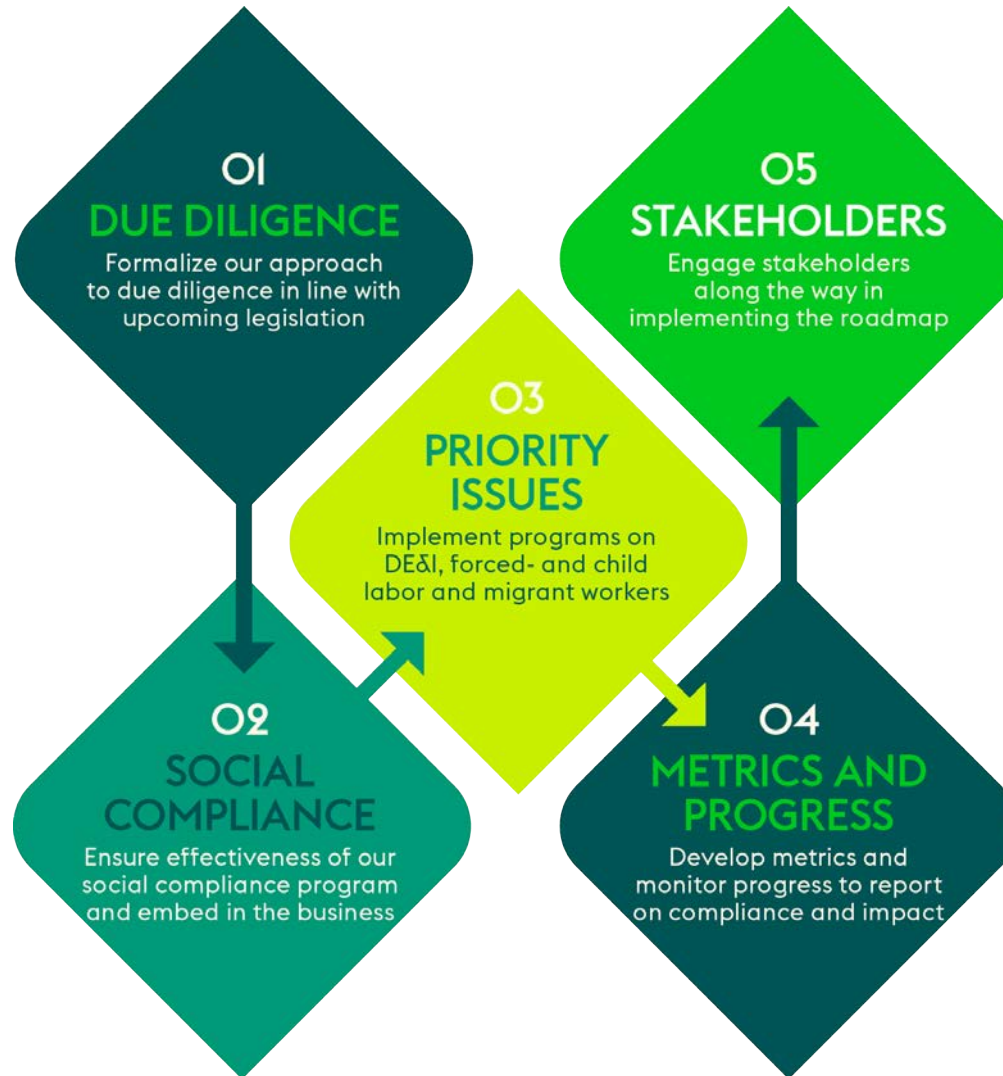 01
DUE DILIGENCE
Formalize our approach
to due diligence in line with
upcoming legislation
02
SOCIAL
COMPLIANCE
Ensure effectiveness of our
social compliance program
and embed in the business
03
PRIORITY
ISSUES
Implement programs on
DE&I, forced- and child
labor and migrant workers
04
METRICS AND
PROGRESS
Develop metrics and
monitor progress to report
on compliance and impact
05
STAKEHOLDERS
Engage stakeholders
along the way in
implementing the roadmap